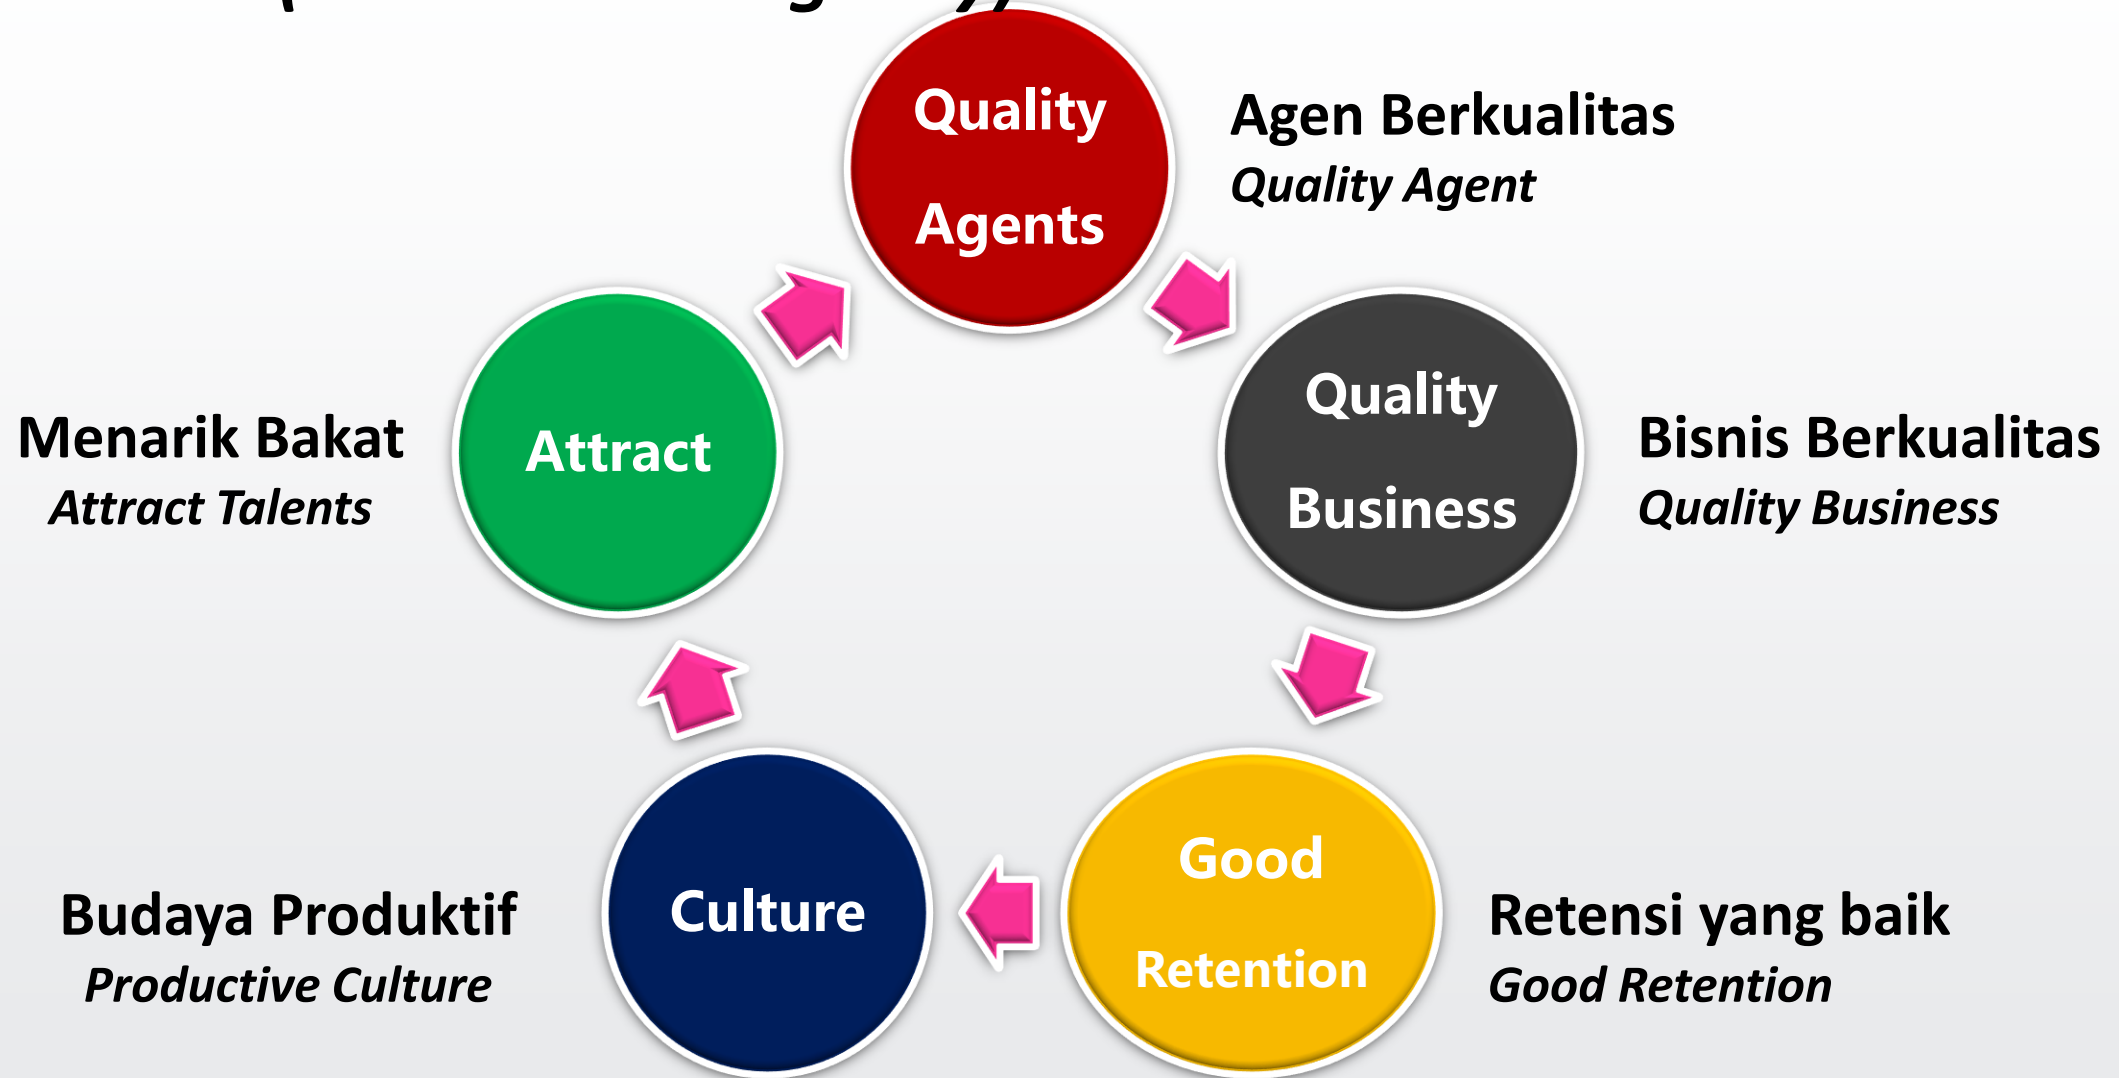 Quality
Agents
Agen Berkualitas
Quality Agent
Attract
Menarik Bakat
Attract Talents
Quality
Business
Bisnis Berkualitas
Quality Business
Culture
Budaya Produktif
Productive Culture
Good
Retention
Retensi yang baik
Good Retention